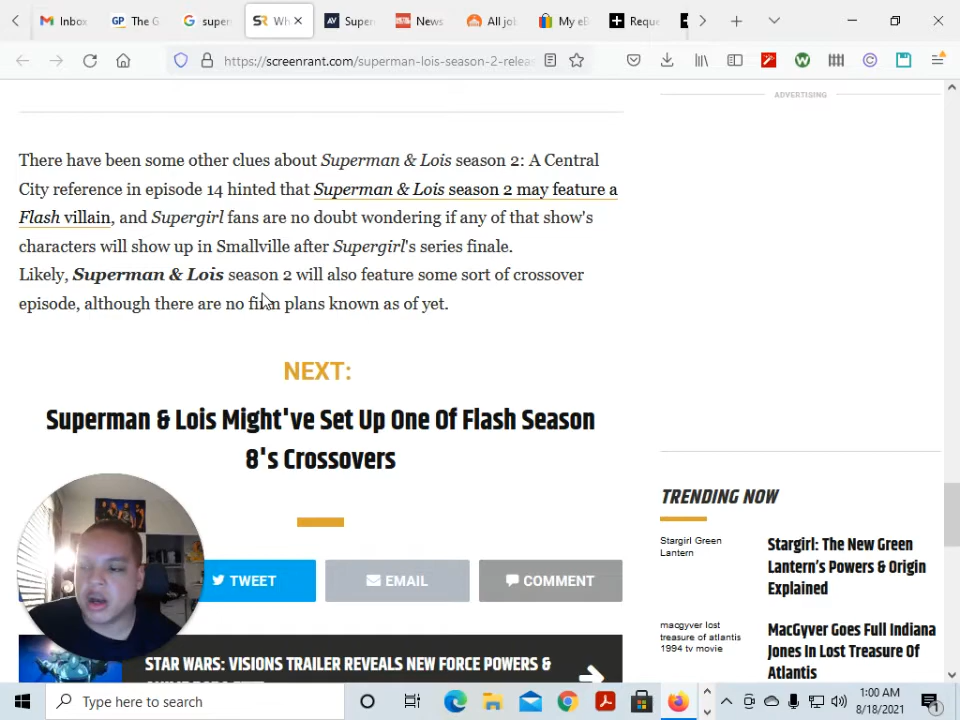 Inbox
GP The G
G super
SR Wh
AV Super
News
All jo
My eB
Reque
https://screenrant.com/superman-lois-season-2-relea
ADVERTISING
There have been some other clues about Superman & Lois season 2: A Central
City reference in episode 14 hinted that Superman & Lois season 2 may feature a
Flash villain, and Supergirl fans are no doubt wondering if any of that show's
characters will show up in Smallville after Supergirl's series finale.
Likely, Superman & Lois season 2 will also feature some sort of crossover
episode, although there are no firm plans known as of yet.
NEXT:
Superman & Lois Might've Set Up One Of Flash Season
8's Crossovers
TWEET
EMAIL
COMMENT
STAR WARS: VISIONS TRAILER REVEALS NEW FORCE POWERS &
TRENDING NOW
Stargirl Green
Lantern
Stargirl: The New Green
Lantern's Powers & Origin
Explained
macgyver lost
treasure of atlantis
1994 tv movie
MacGyver Goes Full Indiana
Jones In Lost Treasure Of
Atlantis
Type here to search
1:00 AM
8/18/2021